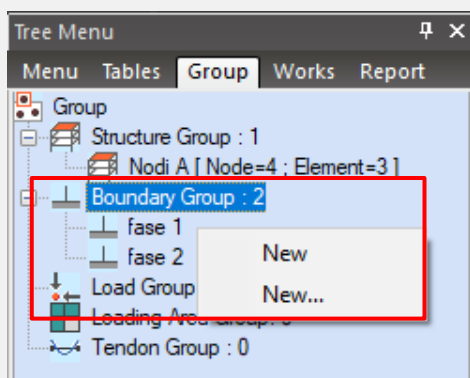 Tree Menu
Menu Tables Group Works Report
Group
Structure Group : 1
Nodi A [ Node=4 ; Element=3 ]
Boundary Group : 2
fase 1
fase 2
New
New...
Load Group
Loading Area Group: 0
Tendon Group : 0